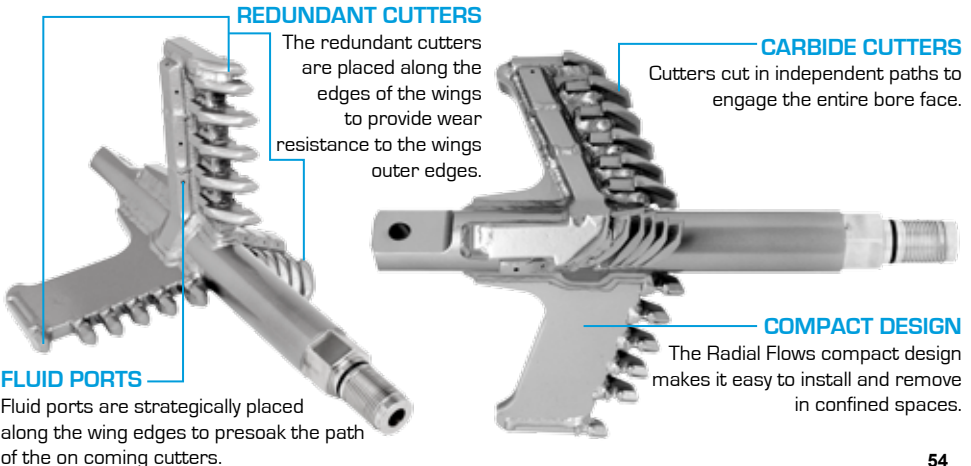 REDUNDANT CUTTERS
The redundant cutters
are placed along the
edges of the wings
to provide wear
resistance to the wings
outer edges.
CARBIDE CUTTERS
Cutters cut in independent paths to
engage the entire bore face.
FLUID PORTS
Fluid ports are strategically placed
along the wing edges to presoak the path
of the on coming cutters.
COMPACT DESIGN
The Radial Flows compact design
makes it easy to install and remove
in confined spaces.
54